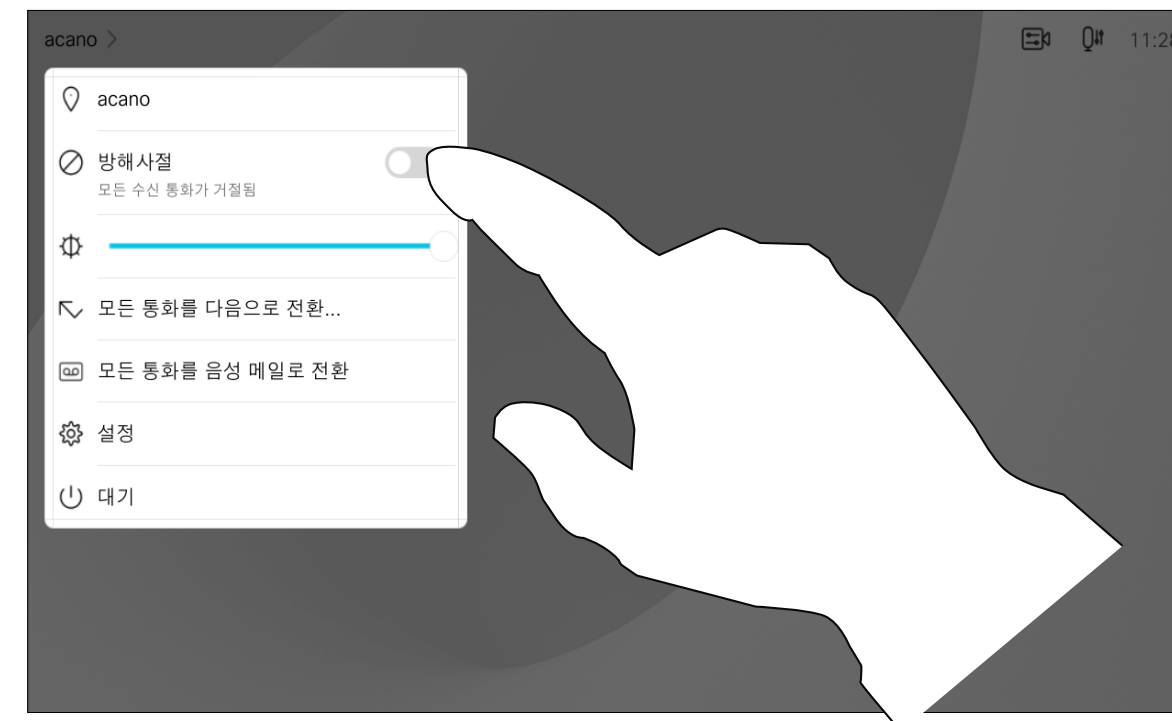 acano >
11:28
acano
방해사절
모든 수신 통화가 거절됨
모든 통화를 다음으로 전환...
모든 통화를 음성 메일로 전환
설정
대기